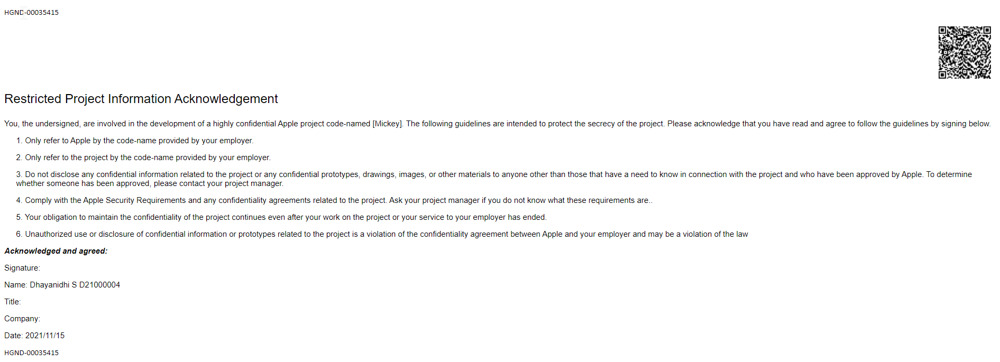 HGND-00035415
Restricted Project Information Acknowledgement
You, the undersigned, are involved in the development of a highly confidential Apple project code-named [Mickey]. The following guidelines are intended to protect the secrecy of the project. Please acknowledge that you have read and agree to follow the guidelines by signing below.
1. Only refer to Apple by the code-name provided by your employer.
2. Only refer to the project by the code-name provided by your employer.
3. Do not disclose any confidential information related to the project or any confidential prototypes, drawings, images, or other materials to anyone other than those that have a need to know in connection with the project and who have been approved by Apple. To determine
whether someone has been approved, please contact your project manager.
4. Comply with the Apple Security Requirements and any confidentiality agreements related to the project. Ask your project manager if you do not know what these requirements are..
5. Your obligation to maintain the confidentiality of the project continues even after your work on the project or your service to your employer has ended.
6. Unauthorized use or disclosure of confidential information or prototypes related to the project is a violation of the confidentiality agreement between Apple and your employer and may be a violation of the law
Acknowledged and agreed:
Signature:
Name: Dhayanidhi S D21000004
Title:
Company:
Date: 2021/11/15
HGND-00035415